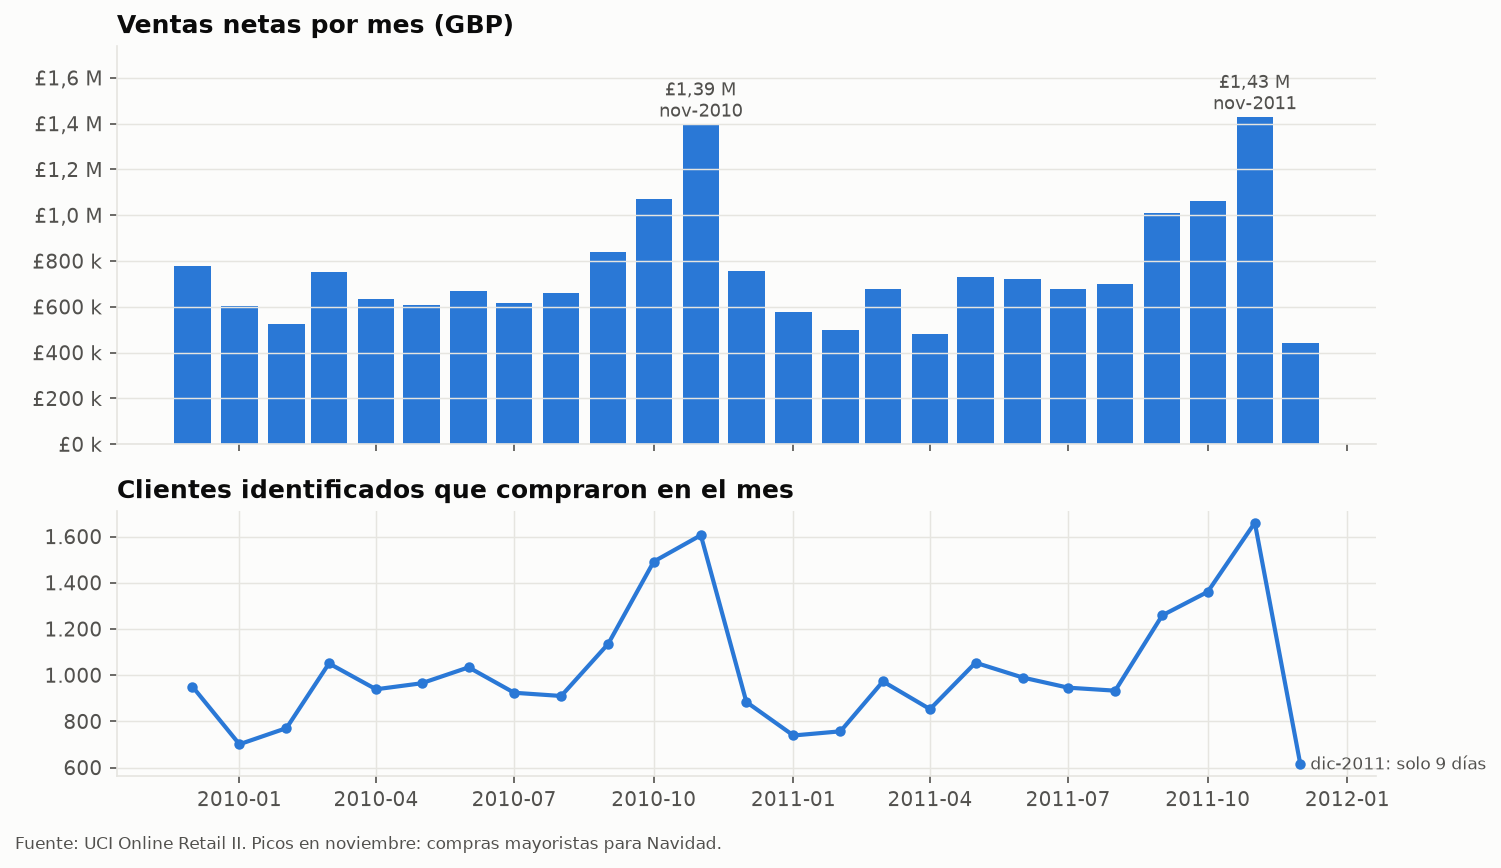 Ventas netas por mes (GBP)
£1,6 M
£1,4 M
£1,2 M
£1,0 M
£800 k
£600 k
£400 k
£200 k
£0 k
£1,39 M
nov-2010
£1,43 M
nov-2011
Clientes identificados que compraron en el mes
1.600
1.400
1.200
1.000
800
600
dic-2011: solo 9 días
2010-01
2010-04
2010-07
2010-10
2011-01
2011-04
2011-07
2011-10
2012-01
Fuente: UCI Online Retail II. Picos en noviembre: compras mayoristas para Navidad.